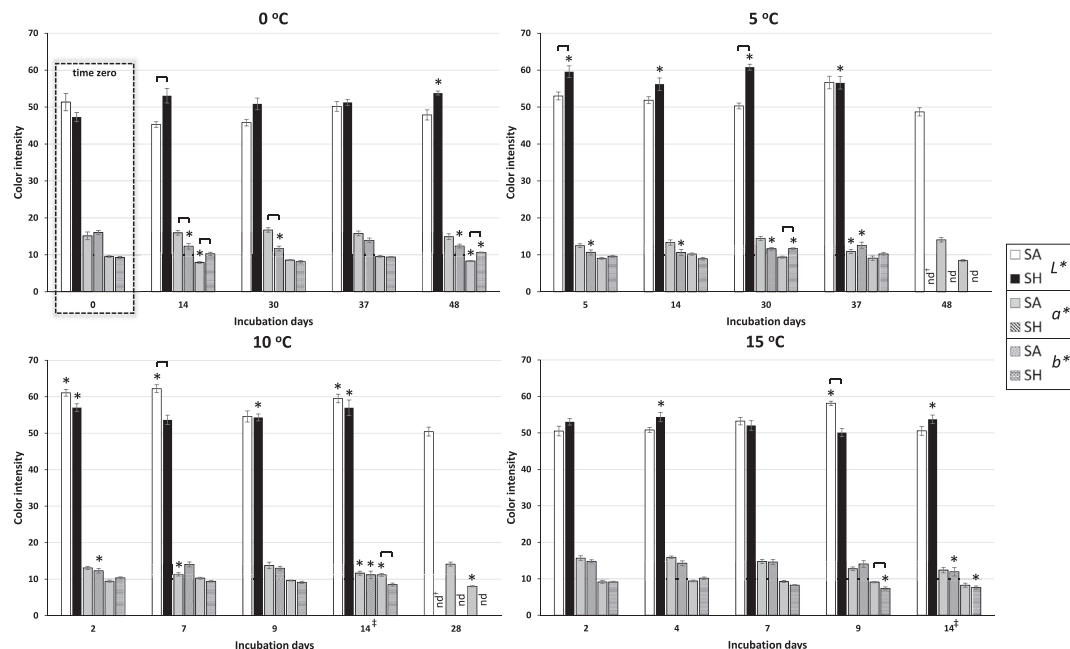 0 °C
70
60
50
40
30
20
10
0
Color intensity
time zero
*
* * *
*
*
* * *
0 14 30 37 48
Incubation days
5 °C
70
60
50
40
30
20
10
0
Color intensity
* * * *
* * * * * *
nd† nd nd
5 14 30 37 48
Incubation days
SA
SH
L*
SA
SH
a*
SA
SH
b*
10 °C
70
60
50
40
30
20
10
0
Color intensity
* * * * * *
* * * * * *
nd† nd nd
2 7 9 14‡ 28
Incubation days
15 °C
70
60
50
40
30
20
10
0
Color intensity
* * *
* * *
2 4 7 9 14‡
Incubation days